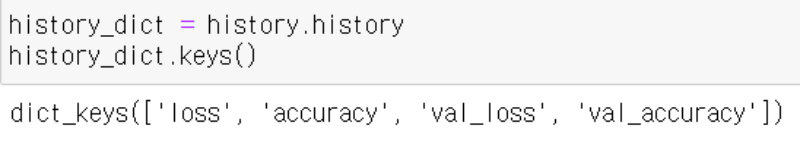 history_dict = history.history
history_dict.keys()
dict_keys(['loss', 'accuracy', 'val_loss', 'val_accuracy'])